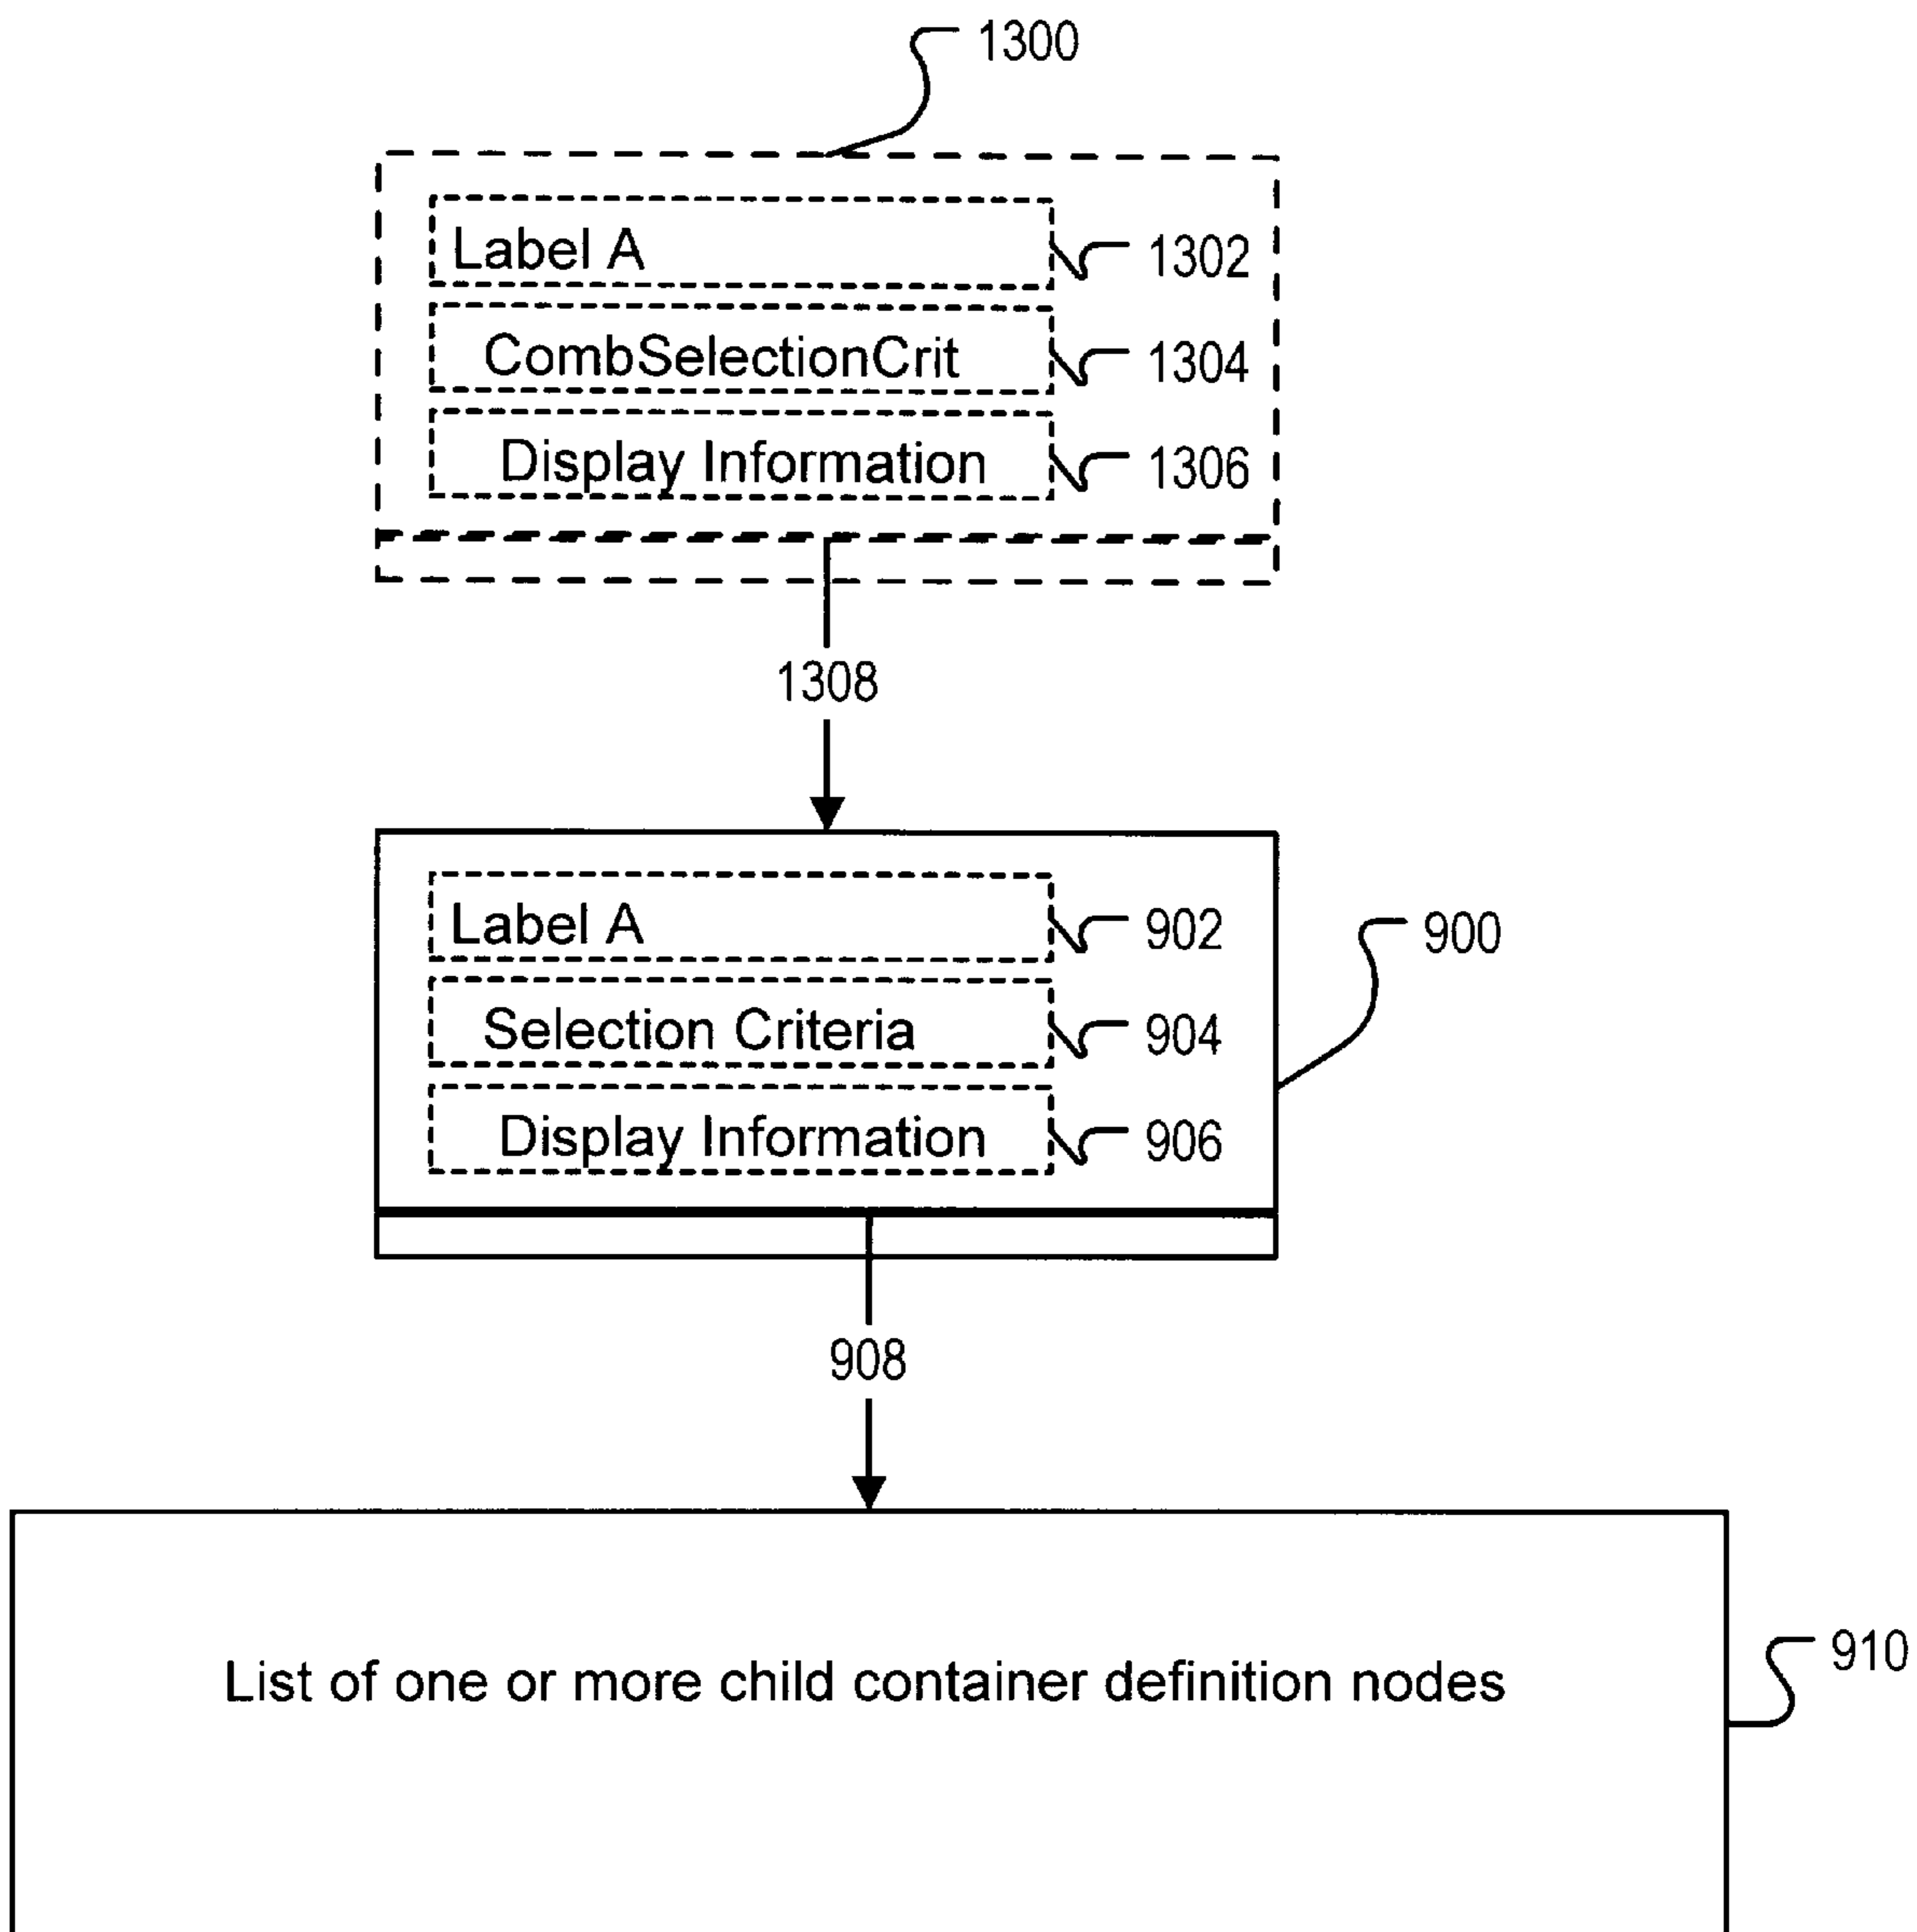 1300
Label A
1302
CombSelectionCrit
1304
Display Information
1306
1308
Label A
902
900
Selection Criteria
904
Display Information
906
908
List of one or more child container definition nodes
910